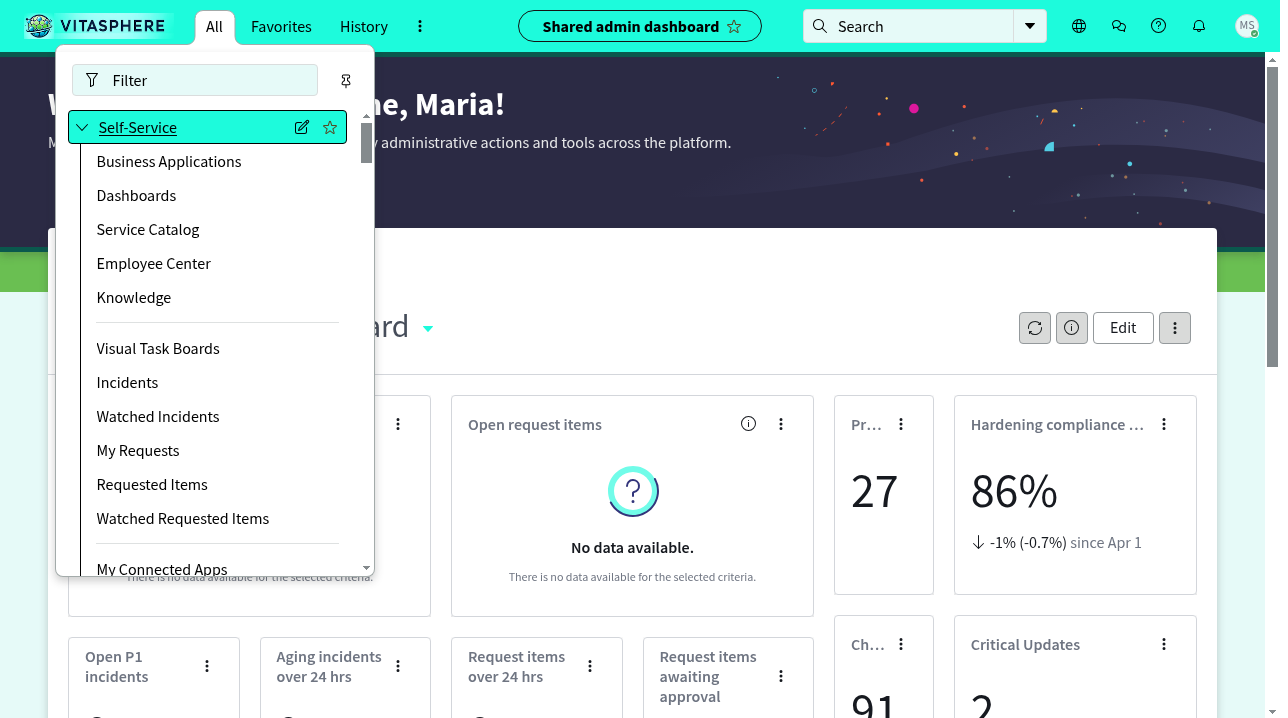 VITASPHERE
All
Favorites
History
Shared admin dashboard
Search
MS
Filter
ne, Maria!
administrative actions and tools across the platform.
Self-Service
Business Applications
Dashboards
Service Catalog
Employee Center
Knowledge
Visual Task Boards
Incidents
Watched Incidents
My Requests
Requested Items
Watched Requested Items
My Connected Apps
ard
Edit
There is no data available for the selected criteria.
Open request items
?
No data available.
There is no data available for the selected criteria.
Pr...
27
Hardening compliance ...
86%
-1% (-0.7%) since Apr 1
Open P1
incidents
Aging incidents
over 24 hrs
Request items
over 24 hrs
Request items
awaiting
approval
Ch...
91
Critical Updates
2